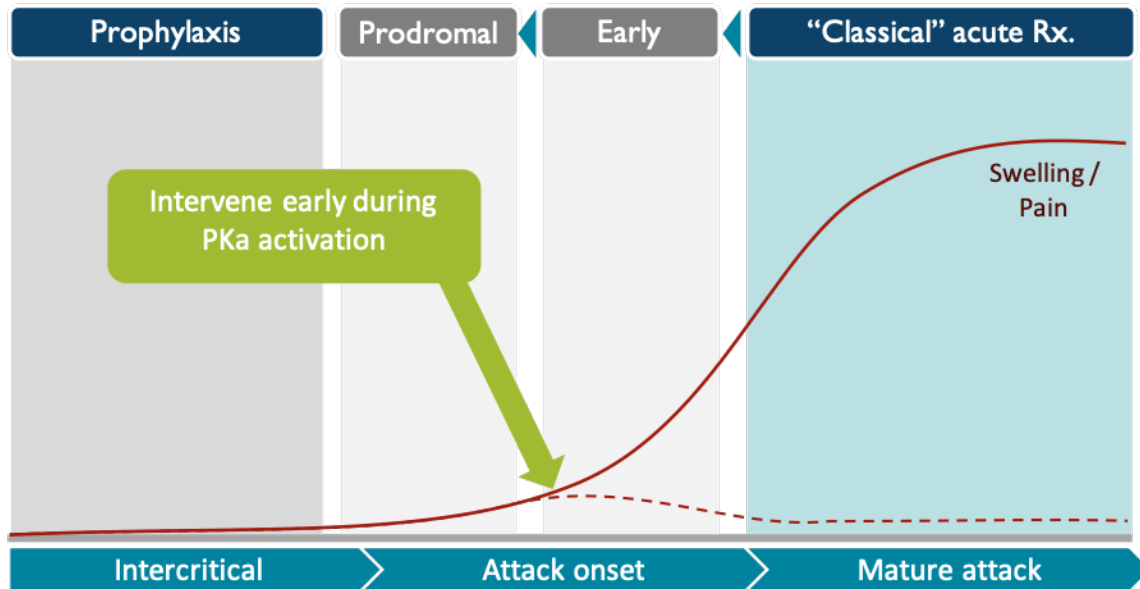 Prophylaxis
Prodromal
Early
“Classical” acute Rx.
Intervene early during
PKa activation
Swelling /
Pain
Intercritical
Attack onset
Mature attack